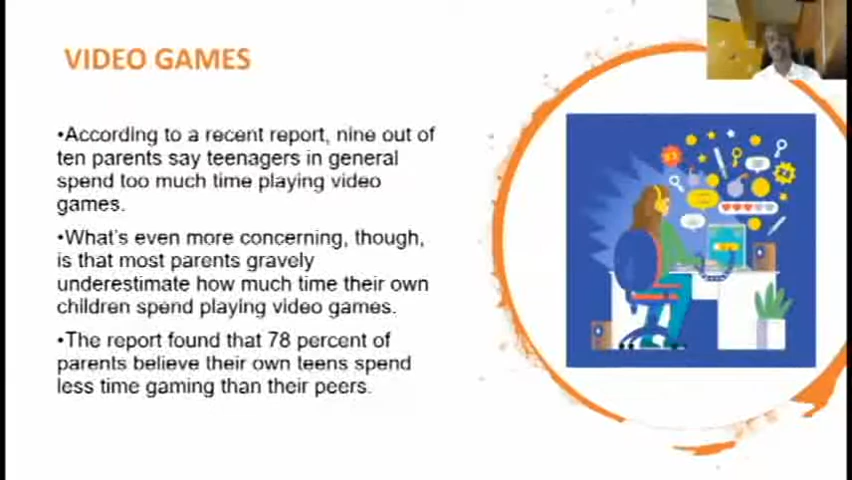 VIDEO GAMES
•According to a recent report, nine out of
ten parents say teenagers in general
spend too much time playing video
games.
•What's even more concerning, though,
is that most parents gravely
underestimate how much time their own
children spend playing video games.
•The report found that 78 percent of
parents believe their own teens spend
less time gaming than their peers.